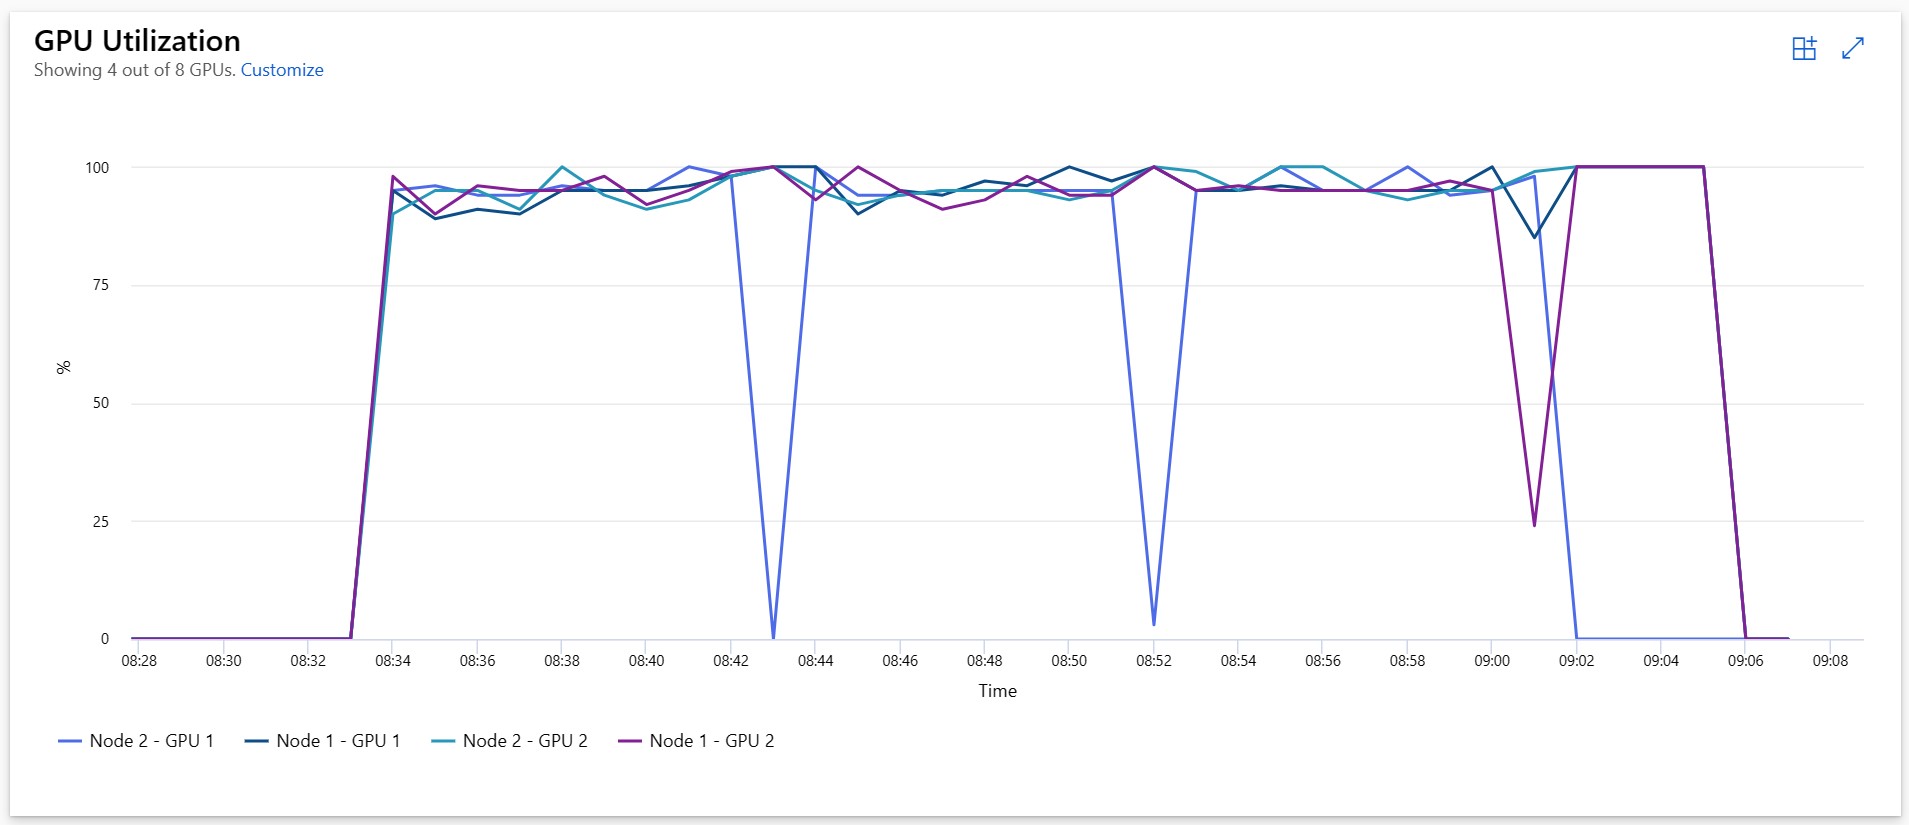 GPU Utilization
Showing 4 out of 8 GPUs. Customize
100
75
50
25
0
%
08:28 08:30 08:32 08:34 08:36 08:38 08:40 08:42 08:44 08:46 08:48 08:50 08:52 08:54 08:56 08:58 09:00 09:02 09:04 09:06 09:08
Time
Node 2 - GPU 1 Node 1 - GPU 1 Node 2 - GPU 2 Node 1 - GPU 2